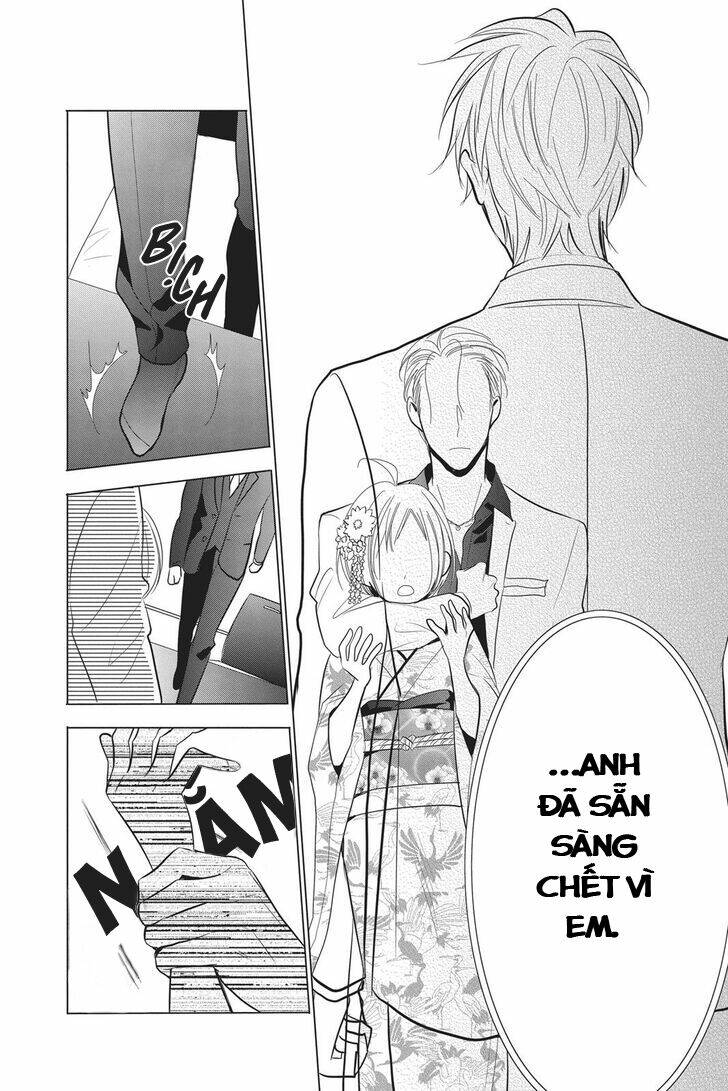 BỊCH
NẮM
...ANH
ĐÃ SẴN
SÀNG
CHẾT VÌ
EM.